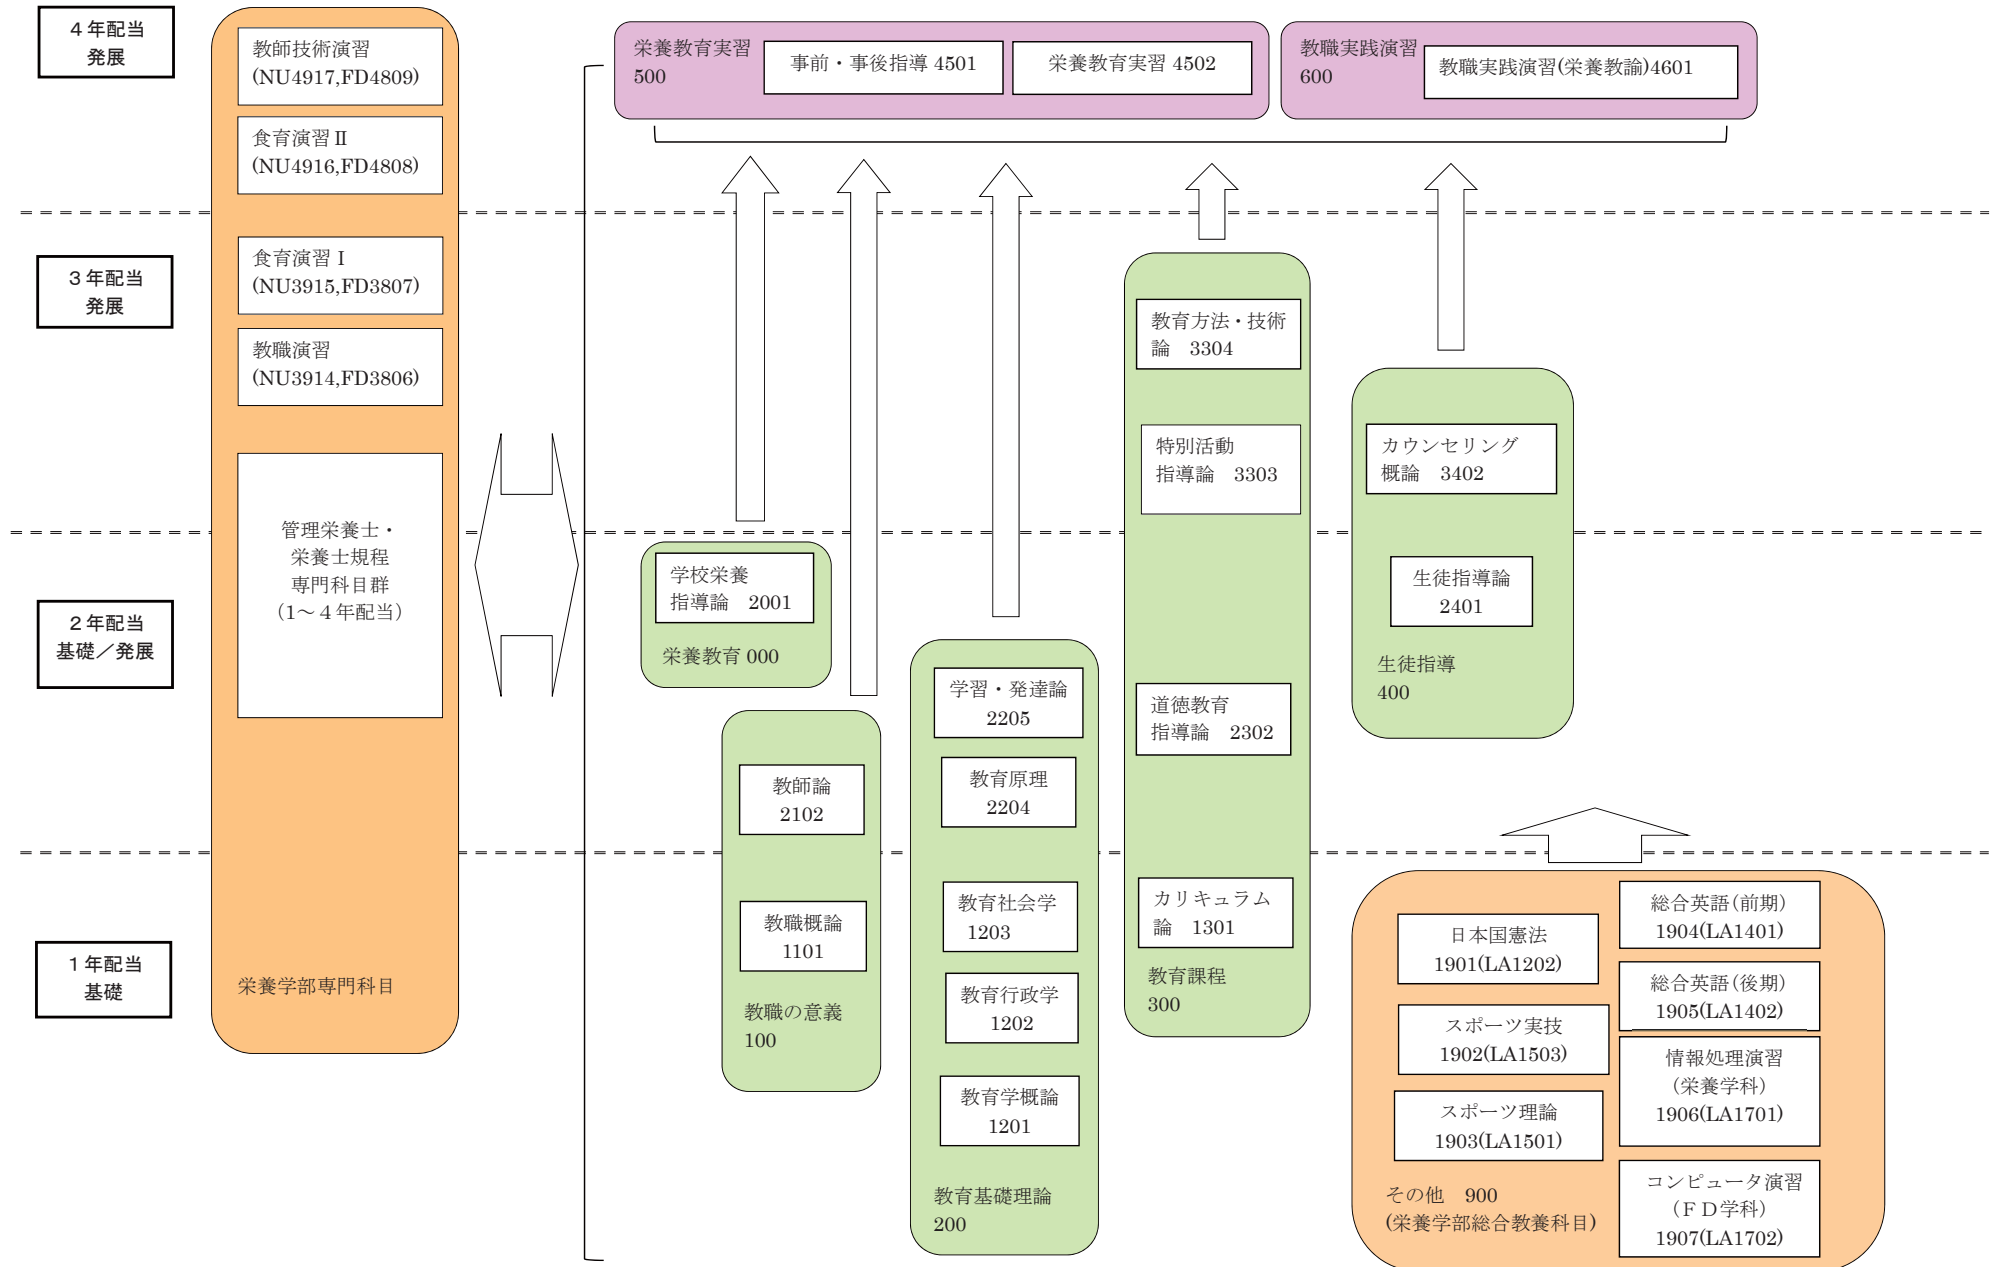 ４年配当
発展
３年配当
発展
２年配当
基礎／発展
１年配当
基礎
教師技術演習
(NU4917,FD4809)
食育演習Ⅱ
(NU4916,FD4808)
食育演習Ⅰ
(NU3915,FD3807)
教職演習
(NU3914,FD3806)
管理栄養士・
栄養士規程
専門科目群
（1～４年配当）
栄養学部専門科目
栄養教育実習
500
事前・事後指導 4501
栄養教育実習 4502
教職実践演習
600
教職実践演習(栄養教諭)4601
学校栄養
指導論　2001
栄養教育 000
教師論
2102
教職概論
1101
教職の意義
100
学習・発達論
2205
教育原理
2204
教育社会学
1203
教育行政学
1202
教育学概論
1201
教育基礎理論
200
教育方法・技術
論　3304
特別活動
指導論　3303
道徳教育
指導論　2302
カリキュラム
論　1301
教育課程
300
カウンセリング
概論　3402
生徒指導論
2401
生徒指導
400
日本国憲法
1901(LA1202)
スポーツ実技
1902(LA1503)
スポーツ理論
1903(LA1501)
総合英語(前期)
1904(LA1401)
総合英語(後期)
1905(LA1402)
情報処理演習
（栄養学科）
1906(LA1701)
コンピュータ演習
（ＦＤ学科）
1907(LA1702)
その他　900
(栄養学部総合教養科目)